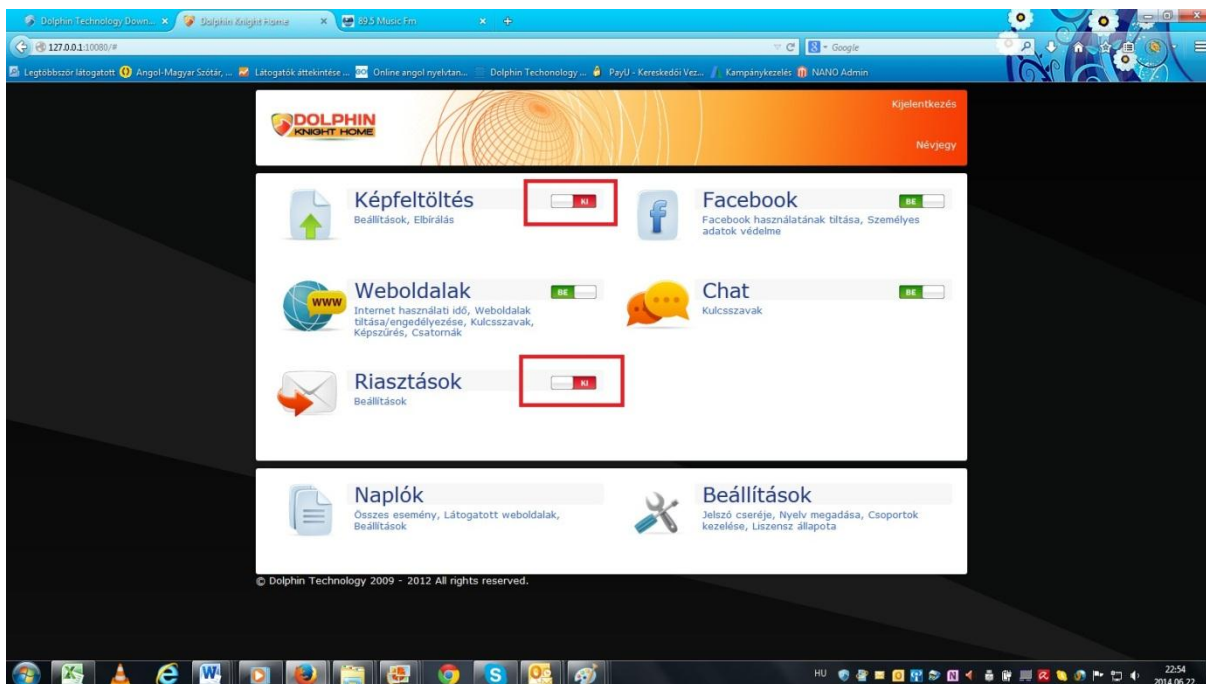 Dolphin Technology Down...
Dolphin Knight Home
89.5 Music Fm
127.0.0.1:10080/#
Google
Legtöbbször látogatott
Angol-Magyar Szótár, ...
Látogatók áttekintése ...
Online angol nyelvtan...
Dolphin Techonology ...
PayU - Kereskedői Vez...
Kampánykezelés
NANO Admin
DOLPHIN
KNIGHT HOME
Kijelentkezés
Névjegy
Képfeltöltés
KI
Beállítások, Elbírálás
Facebook
BE
Facebook használatának tiltása, Személyes
adatok védelme
Weboldalak
BE
WWW
Internet használati idő, Weboldalak
tiltása/engedélyezése, Kulcsszavak,
Képszűrés, Csatornák
Chat
BE
Kulcsszavak
Riasztások
KI
Beállítások
Naplók
Összes esemény, Látogatott weboldalak,
Beállítások
Beállítások
Jelszó cseréje, Nyelv megadása, Csoportok
kezelése, Liszensz állapota
© Dolphin Technology 2009 - 2012 All rights reserved.
HU
22:54
2014.06.22.